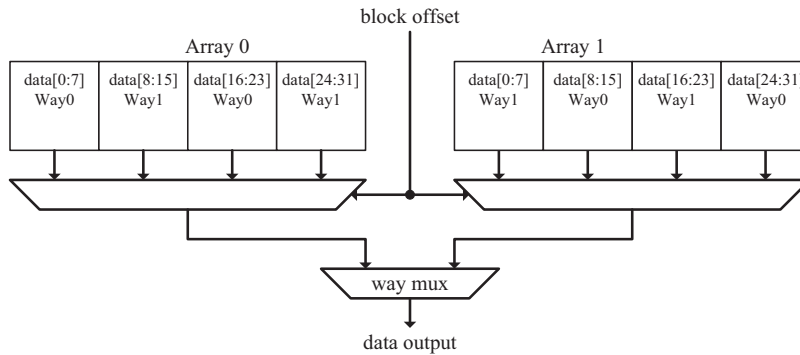 block offset
Array 0
Array 1
data[0:7] data[8:15] data[16:23] data[24:31]
Way0 Way1 Way0 Way1
data[0:7] data[8:15] data[16:23] data[24:31]
Way1 Way0 Way1 Way0
way mux
data output